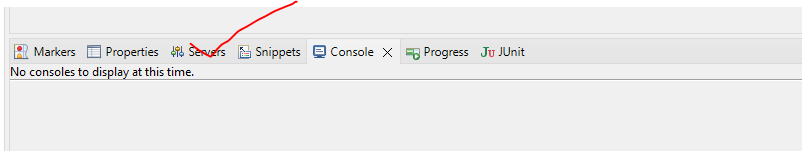 Markers Properties Servers Snippets Console Progress JUnit
No consoles to display at this time.